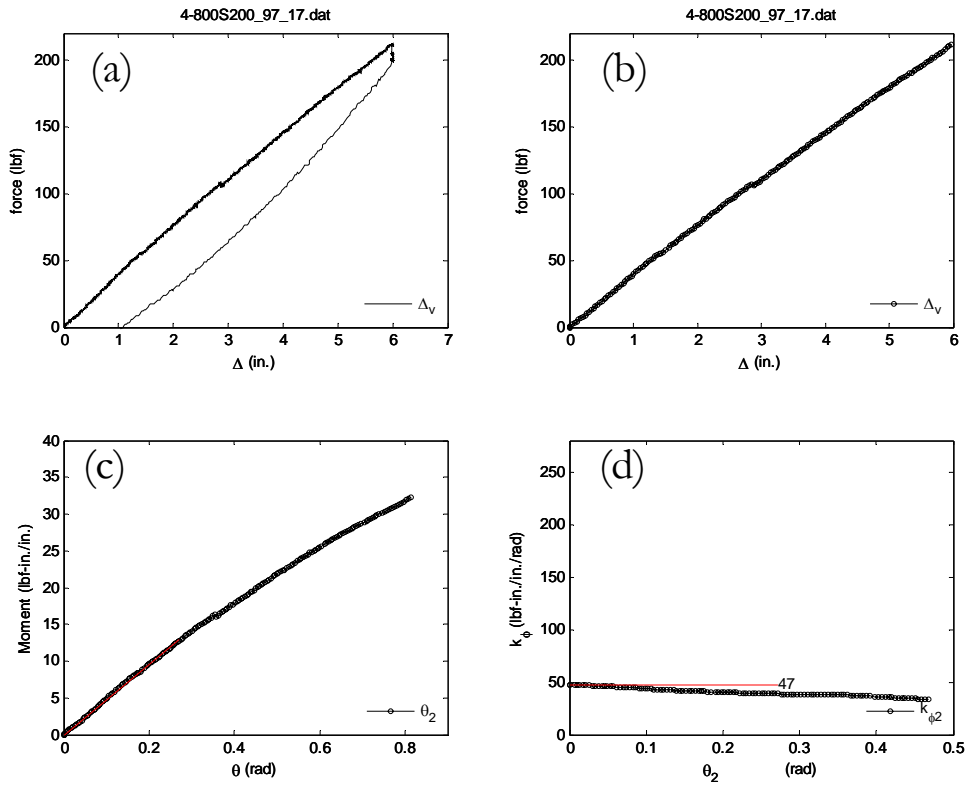 4-800S200_97_17.dat
(a)
200
150
100
50
0
force (lbf)
0 1 2 3 4 5 6 7
Δ (in.)
Δv
4-800S200_97_17.dat
(b)
200
150
100
50
0
force (lbf)
0 1 2 3 4 5 6
Δ (in.)
Δv
(c)
40
35
30
25
20
15
10
5
0
Moment (lbf-in./in.)
0 0.2 0.4 0.6 0.8
θ (rad)
θ2
(d)
250
200
150
100
50
0
kϕ (lbf-in./in./rad)
47
kϕ2
0 0.1 0.2 0.3 0.4 0.5
θ2 (rad)